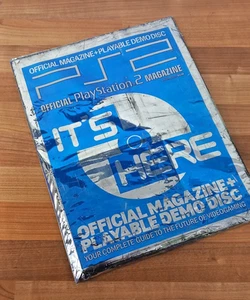 OFFICIAL MAGAZINE+PLAYABLE DEMO DISC
PS2
OFFICIAL PlayStation 2 MAGAZINE
IT'S
HERE
OFFICIAL MAGAZINE+
PLAYABLE DEMO DISC
YOUR COMPLETE GUIDE TO THE FUTURE OF VIDEOGAMING